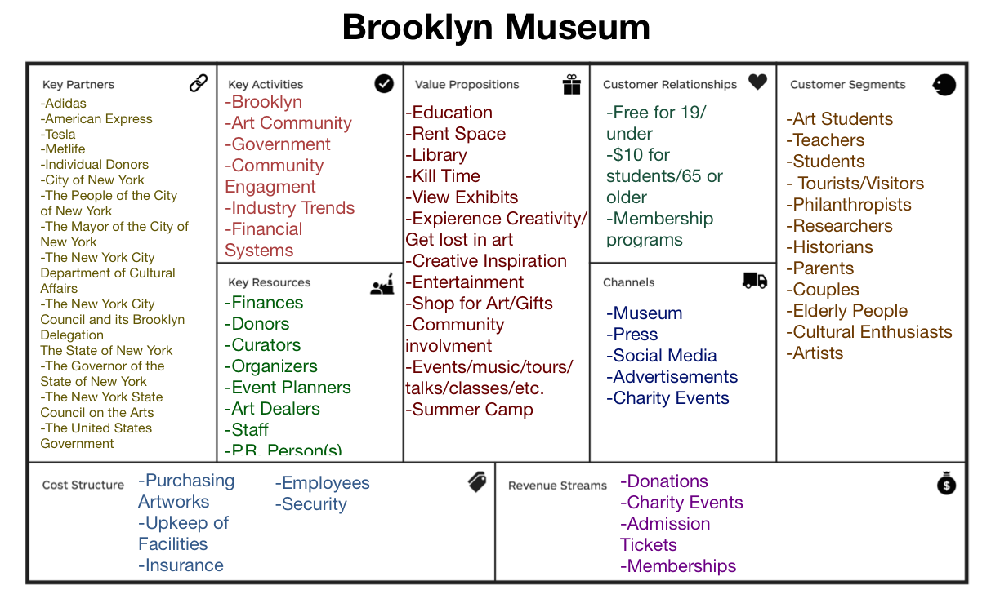 Brooklyn Museum
Key Partners
-Adidas
-American Express
-Tesla
-Metlife
-Individual Donors
-City of New York
-The People of the City
of New York
-The Mayor of the City of
New York
-The New York City
Department of Cultural
Affairs
-The New York City
Council and its Brooklyn
Delegation
The State of New York
-The Governor of the
State of New York
-The New York State
Council on the Arts
-The United States
Government
Key Activities
-Brooklyn
-Art Community
-Government
-Community
Engagment
-Industry Trends
-Financial
Systems
Key Resources
-Finances
-Donors
-Curators
-Organizers
-Event Planners
-Art Dealers
-Staff
-P.R. Person(s)
Value Propositions
-Education
-Rent Space
-Library
-Kill Time
-View Exhibits
-Expierence Creativity/
Get lost in art
-Creative Inspiration
-Entertainment
-Shop for Art/Gifts
-Community
involvment
-Events/music/tours/
talks/classes/etc.
-Summer Camp
Customer Relationships
-Free for 19/
under
-$10 for
students/65 or
older
-Membership
programs
Channels
-Museum
-Press
-Social Media
-Advertisements
-Charity Events
Customer Segments
-Art Students
-Teachers
-Students
- Tourists/Visitors
-Philanthropists
-Researchers
-Historians
-Parents
-Couples
-Elderly People
-Cultural Enthusiasts
-Artists
Cost Structure
-Purchasing
Artworks
-Upkeep of
Facilities
-Insurance
-Employees
-Security
Revenue Streams
-Donations
-Charity Events
-Admission
Tickets
-Memberships
$